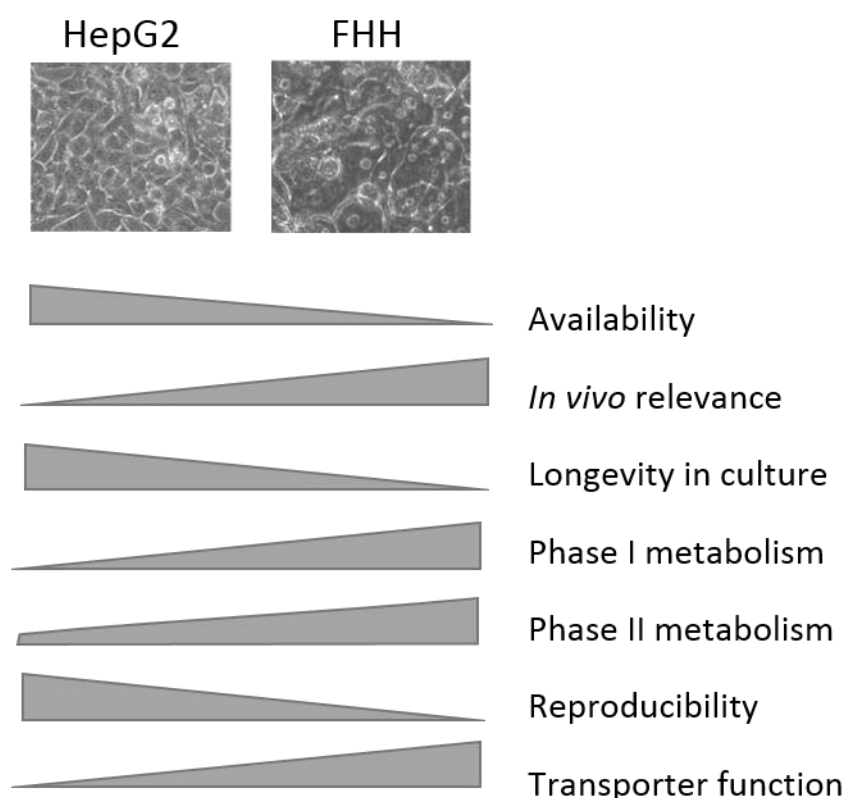 HepG2 FHH
Availability
In vivo relevance
Longevity in culture
Phase I metabolism
Phase II metabolism
Reproducibility
Transporter function